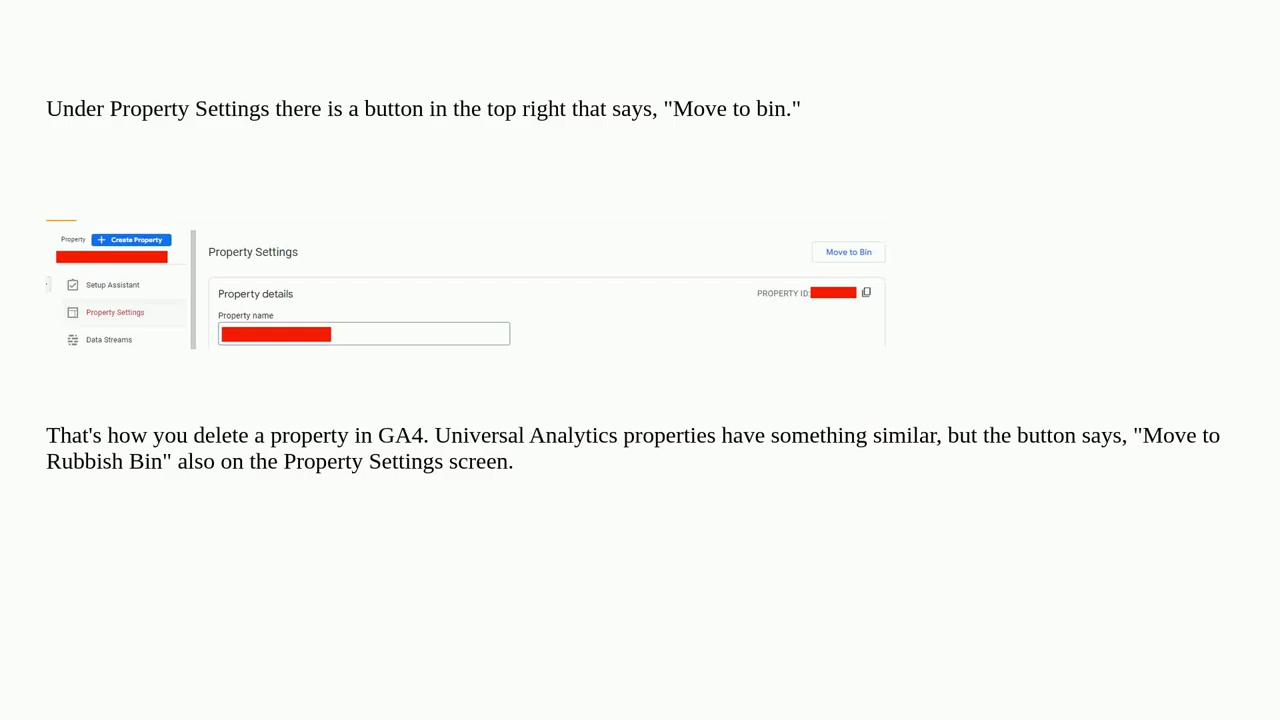 Under Property Settings there is a button in the top right that says, "Move to bin."
Property
+ Create Property
Setup Assistant
Property Settings
Data Streams
Property Settings
Move to Bin
Property details
PROPERTY ID:
Property name
That's how you delete a property in GA4. Universal Analytics properties have something similar, but the button says, "Move to
Rubbish Bin" also on the Property Settings screen.